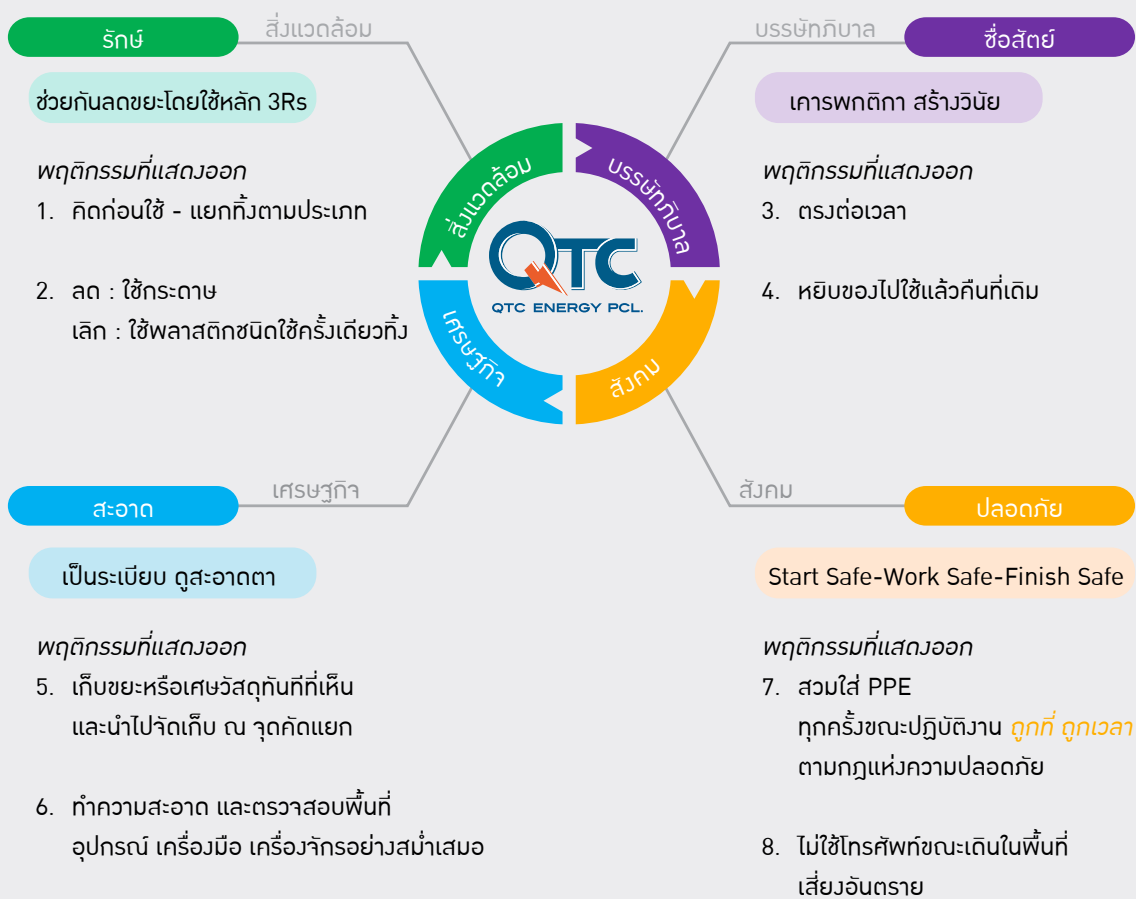 รักษ์
สิ่งแวดล้อม
ช่วยกันลดขยะโดยใช้หลัก 3Rs
พฤติกรรมที่แสดงออก
1. คิดก่อนใช้ - แยกทิ้งตามประเภท
2. ลด : ใช้กระดาษ
เลิก : ใช้พลาสติกชนิดใช้ครั้งเดียวทิ้ง
บรรษัทภิบาล
ซื่อสัตย์
เคารพกติกา สร้างวินัย
พฤติกรรมที่แสดงออก
3. ตรงต่อเวลา
4. หยิบของไปใช้แล้วคืนที่เดิม
สิ่งแวดล้อม
บรรษัทภิบาล
QTC
QTC ENERGY PCL.
เศรษฐกิจ
สังคม
สะอาด
เศรษฐกิจ
เป็นระเบียบ ดูสะอาดตา
พฤติกรรมที่แสดงออก
5. เก็บขยะหรือเศษวัสดุทันทีที่เห็น
และนำไปจัดเก็บ ณ จุดคัดแยก
6. ทำความสะอาด และตรวจสอบพื้นที่
อุปกรณ์ เครื่องมือ เครื่องจักรอย่างสม่ำเสมอ
สังคม
ปลอดภัย
Start Safe-Work Safe-Finish Safe
พฤติกรรมที่แสดงออก
7. สวมใส่ PPE
ทุกครั้งขณะปฏิบัติงาน ถูกที่ ถูกเวลา
ตามกฎแห่งความปลอดภัย
8. ไม่ใช้โทรศัพท์ขณะเดินในพื้นที่
เสี่ยงอันตราย